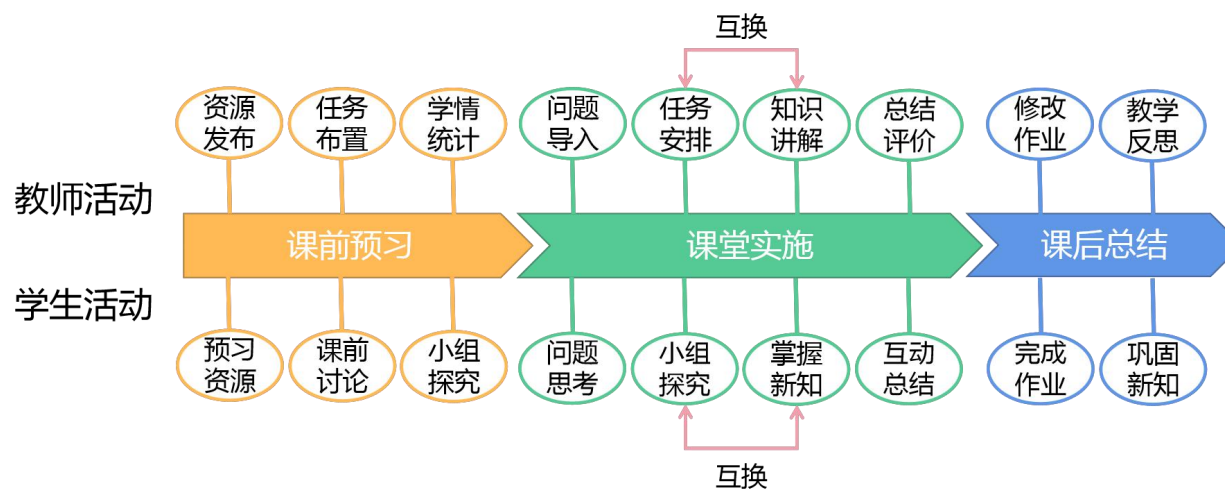 互换
资源
发布
任务
布置
学情
统计
问题
导入
任务
安排
知识
讲解
总结
评价
修改
作业
教学
反思
教师活动
课前预习
课堂实施
课后总结
学生活动
预习
资源
课前
讨论
小组
探究
问题
思考
小组
探究
掌握
新知
互动
总结
完成
作业
巩固
新知
互换